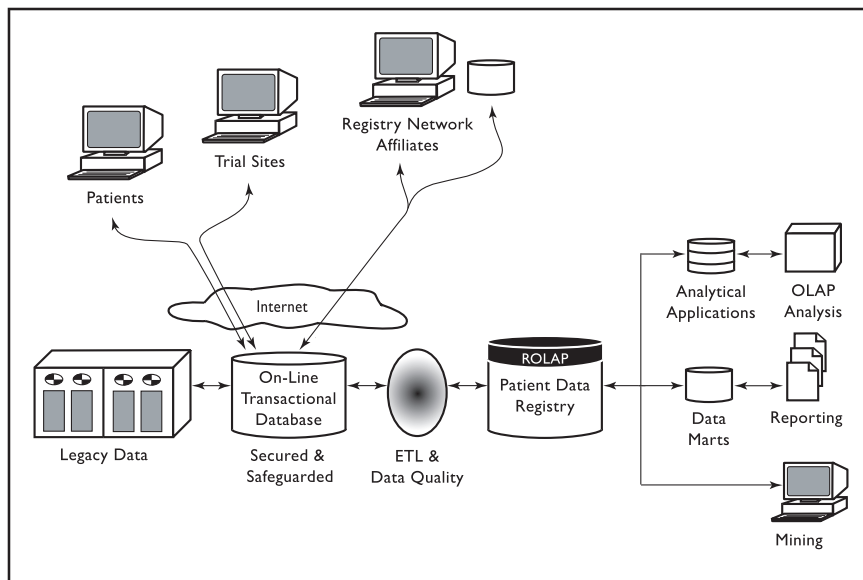 Patients
Trial Sites
Registry Network
Affiliates
Internet
Legacy Data
On-Line
Transactional
Database
Secured &
Safeguarded
ETL &
Data Quality
ROLAP
Patient Data
Registry
Analytical
Applications
OLAP
Analysis
Data
Marts
Reporting
Mining